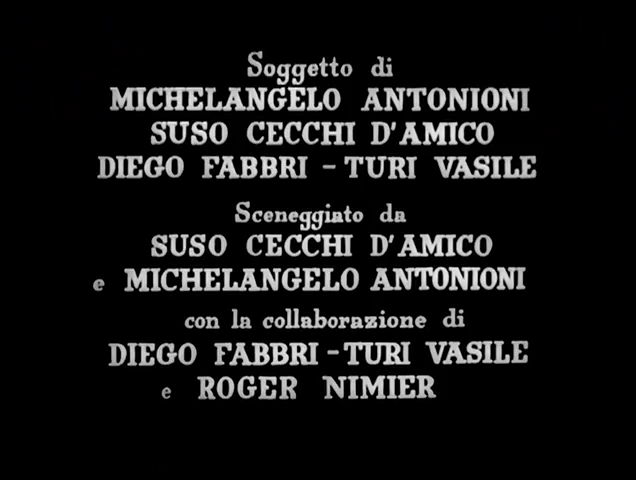 Soggetto di
MICHELANGELO ANTONIONI
SUSO CECCHI D'AMICO
DIEGO FABBRI - TURI VASILE
Sceneggiato da
SUSO CECCHI D'AMICO
e MICHELANGELO ANTONIONI
con la collaborazione di
DIEGO FABBRI - TURI VASILE
e ROGER NIMIER